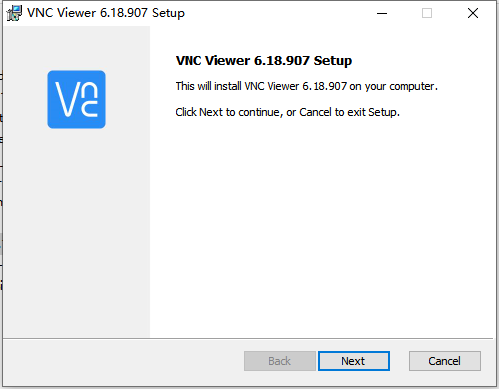 VNC Viewer 6.18.907 Setup
VNC Viewer 6.18.907 Setup
This will install VNC Viewer 6.18.907 on your computer.
Click Next to continue, or Cancel to exit Setup.
Vnc
Back
Next
Cancel